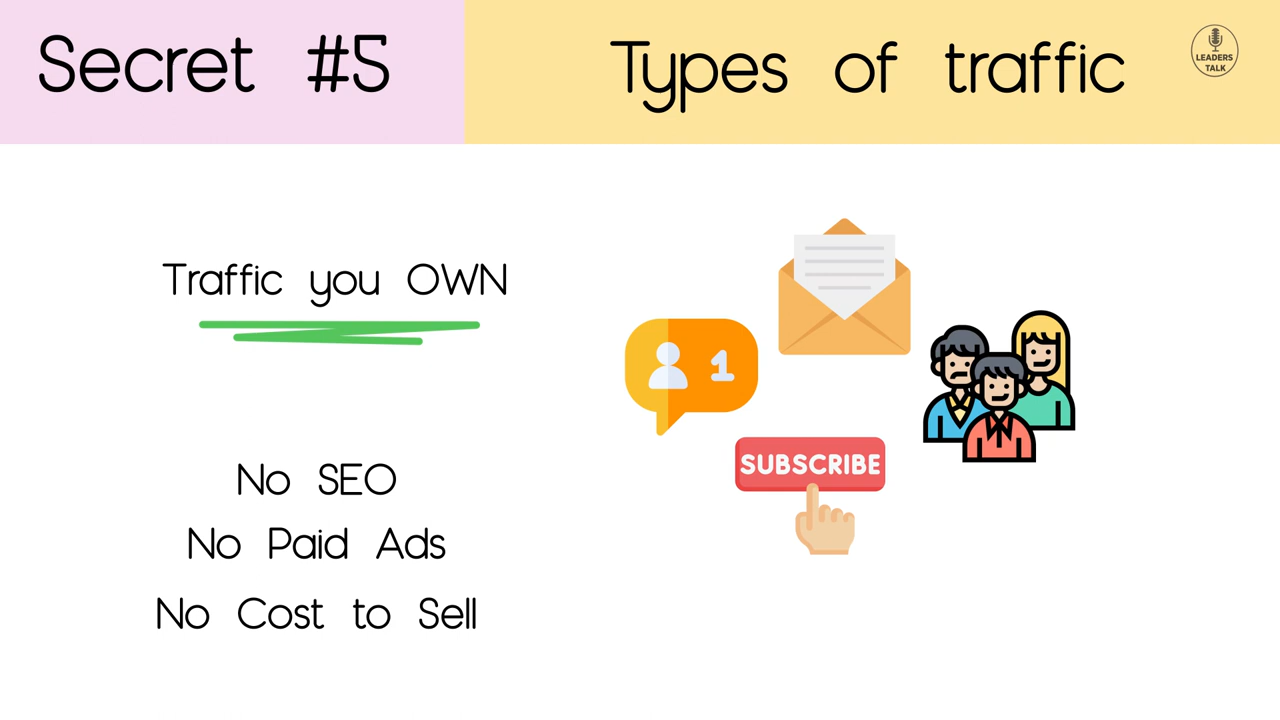 Secret #5
Types of traffic
LEADERS
TALK
Traffic you OWN
1
SUBSCRIBE
No SEO
No Paid Ads
No Cost to Sell